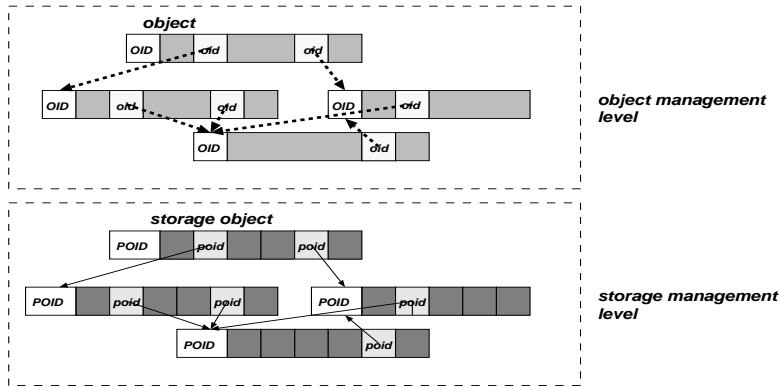 object
OID oid oid
OID oid oid OID oid
OID oid
object management
level
storage object
POID poid poid
POID poid poid POID poid
POID poid
storage management
level